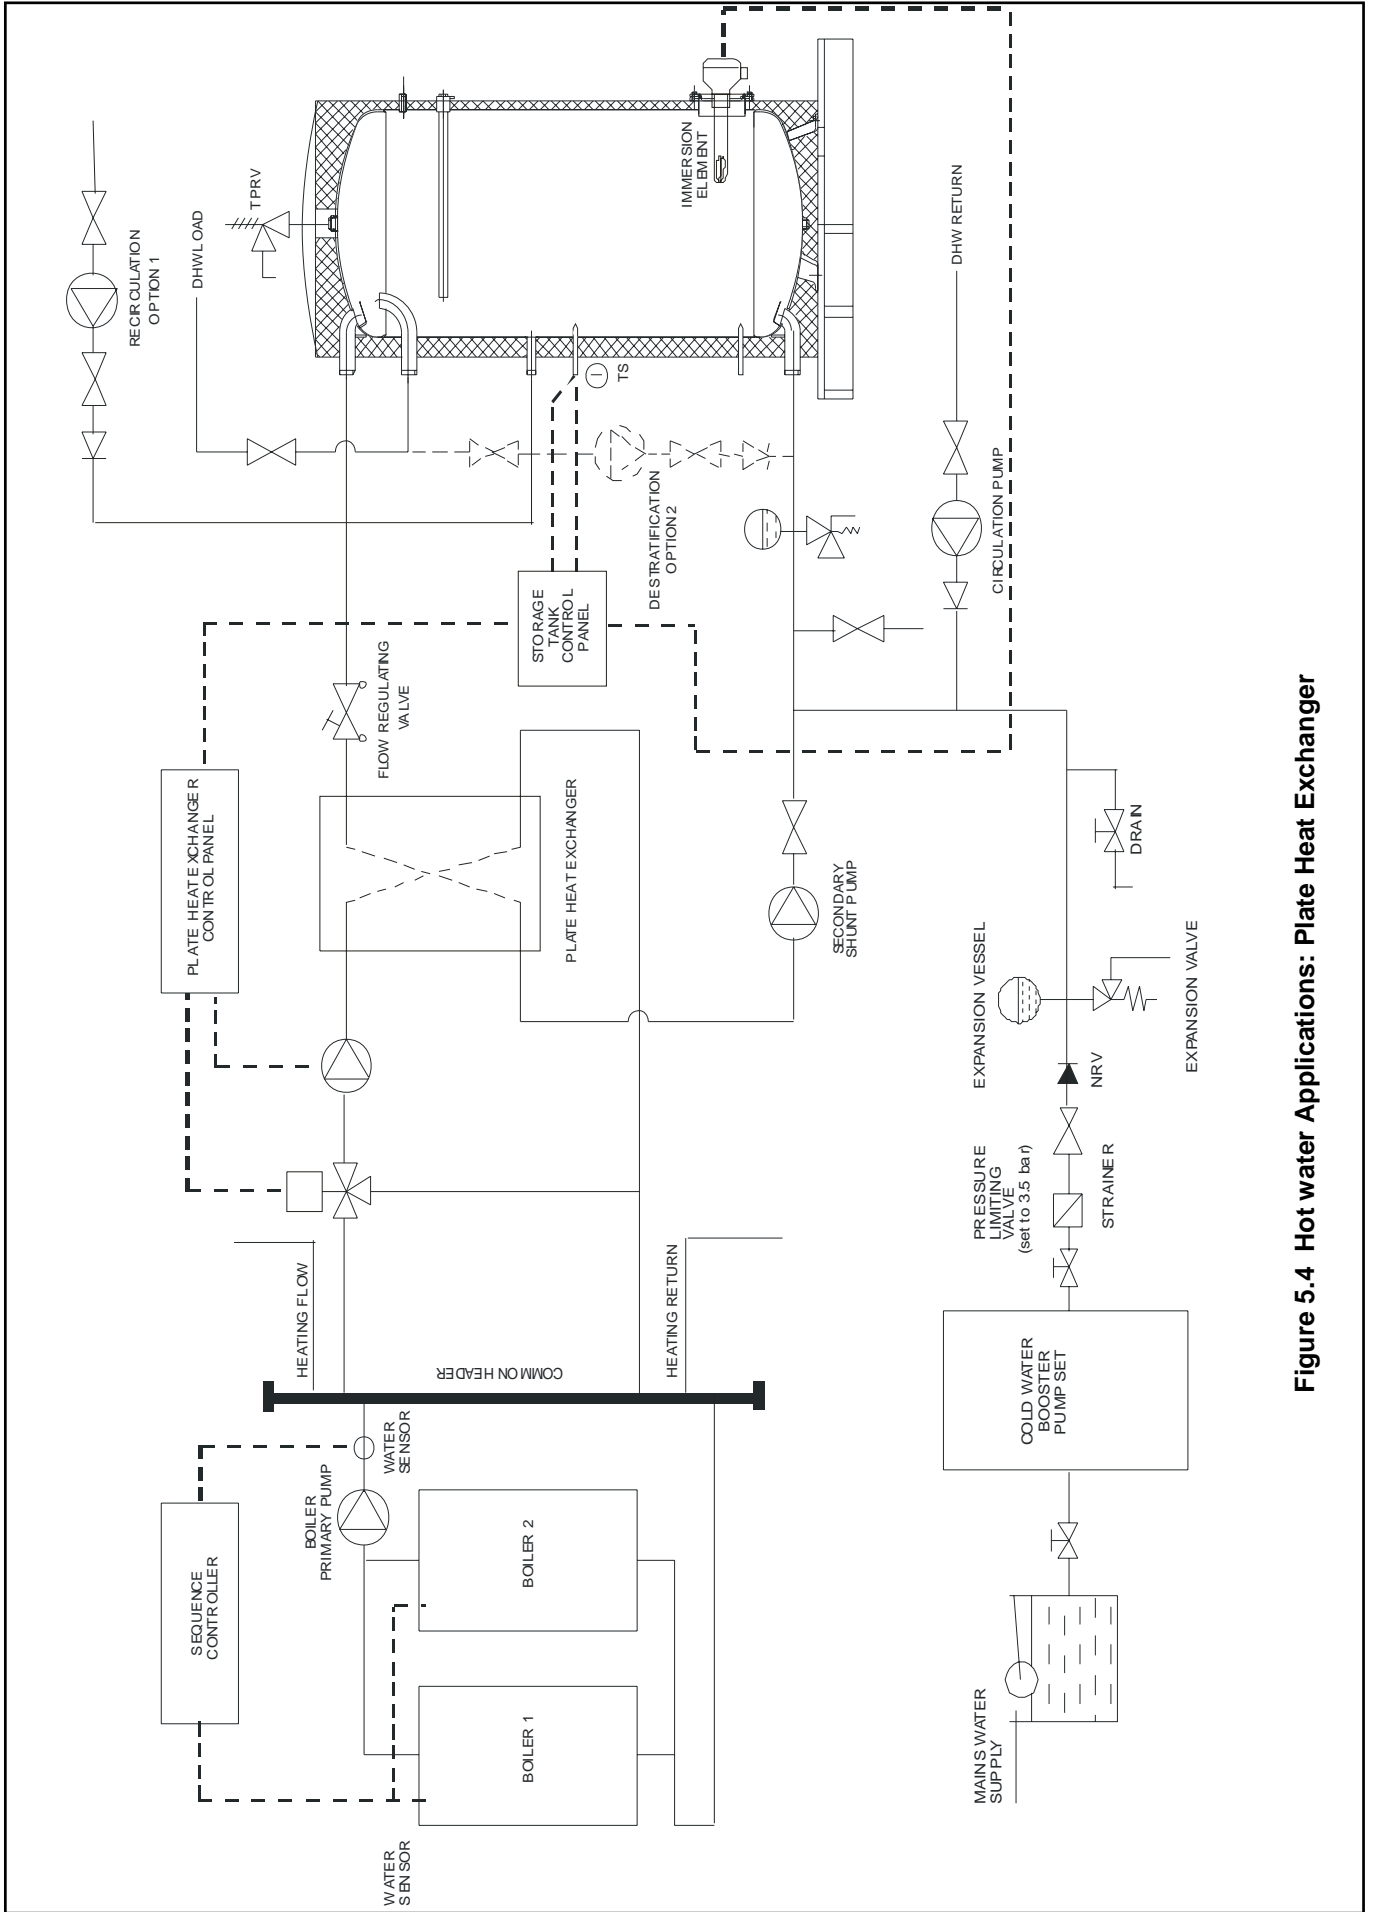 RECIRCULATION
OPTION 1
DHW LOAD
TPRV
IMMERSION
ELEMENT
TS
DESTRATIFICATION
OPTION 2
DHW RETURN
CIRCULATION PUMP
STORAGE
TANK
CONTROL
PANEL
FLOW REGULATING
VALVE
PLATE HEAT EXCHANGER
CONTROL PANEL
PLATE HEAT EXCHANGER
SECONDARY
SHUNT PUMP
DRAIN
EXPANSION VESSEL
EXPANSION VALVE
NRV
PRESSURE
LIMITING
VALVE
(set to 3.5 bar)
STRAINER
HEATING FLOW
HEATING RETURN
COMMON HEADER
WATER
SENSOR
BOILER
PRIMARY PUMP
SEQUENCE
CONTROLLER
BOILER 2
BOILER 1
WATER
SENSOR
COLD WATER
BOOSTER
PUMP SET
MAINS WATER
SUPPLY
Figure 5.4 Hot water Applications: Plate Heat Exchanger